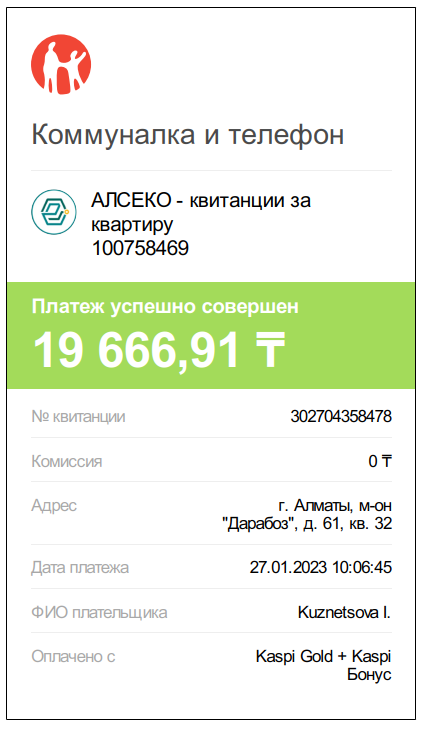 Коммуналка и телефон
АЛСЕКО - квитанции за
квартиру
100758469
Платеж успешно совершен
19 666,91 ₸
№ квитанции 302704358478
Комиссия 0 ₸
Адрес г. Алматы, м-он
"Дарабоз", д. 61, кв. 32
Дата платежа 27.01.2023 10:06:45
ФИО плательщика Kuznetsova I.
Оплачено с Kaspi Gold + Kaspi
Бонус